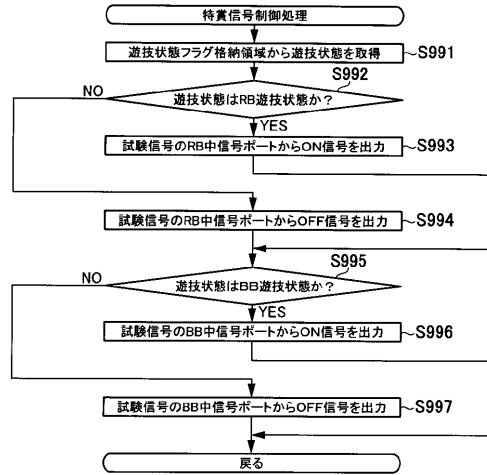 特賞信号制御処理
遊技状態フラグ格納領域から遊技状態を取得
S991
S992
NO
遊技状態はRB遊技状態か?
YES
試験信号のRB中信号ポートからON信号を出力
S993
試験信号のRB中信号ポートからOFF信号を出力
S994
S995
NO
遊技状態はBB遊技状態か?
YES
試験信号のBB中信号ポートからON信号を出力
S996
試験信号のBB中信号ポートからOFF信号を出力
S997
戻る